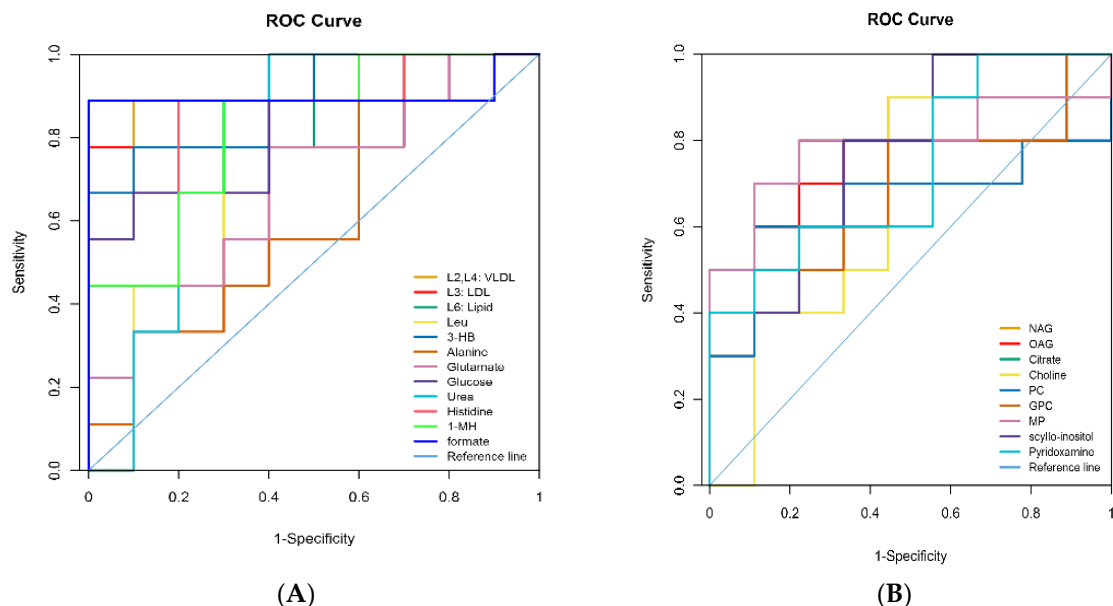 ROC Curve
1.0
0.8
0.6
0.4
0.2
0.0
Sensitivity
L2,L4: VLDL
L3: LDL
L6: Lipid
Leu
3-HB
Alanine
Glutamate
Glucose
Urea
Histidine
1-MH
formate
Reference line
0
0.2
0.4
0.6
0.8
1
1-Specificity
(A)
ROC Curve
1.0
0.8
0.6
0.4
0.2
0.0
Sensitivity
NAG
OAG
Citrate
Choline
PC
GPC
MP
scyllo-inositol
Pyridoxamine
Reference line
0
0.2
0.4
0.6
0.8
1
1-Specificity
(B)